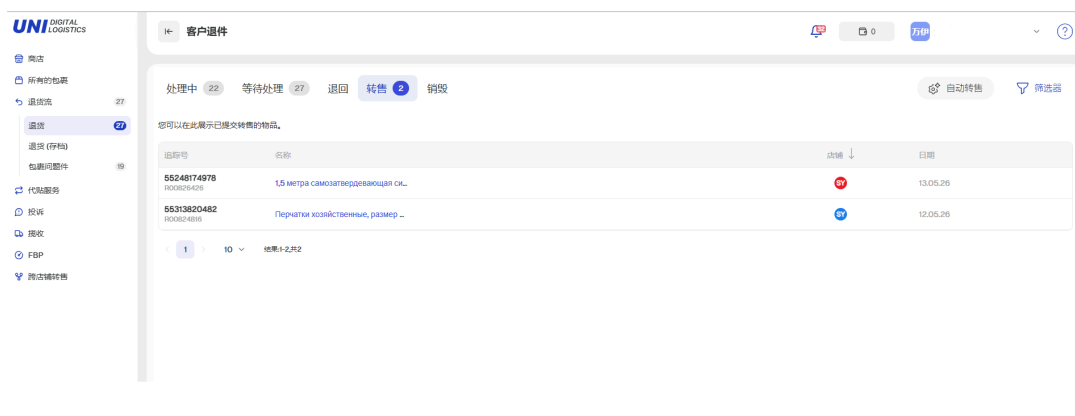 UNI DIGITAL LOGISTICS
客户退件
0
万伊
?
商店
所有的包裹
退货流 27
退货 27
退货 (存档)
包裹问题件 19
代贴服务
投诉
揽收
FBP
跨店铺转售
处理中 22 等待处理 27 退回 转售 2 销毁
自动转售 筛选器
您可以在此展示已提交转售的物品。
追踪号 名称 店铺 ↓ 日期
55248174978
R00826426
1,5 метра самозатвердевающая си...
SY
13.05.26
55313820482
R00824816
Перчатки хозяйственные, размер ...
SY
12.05.26
1 10 结果:1-2,共2